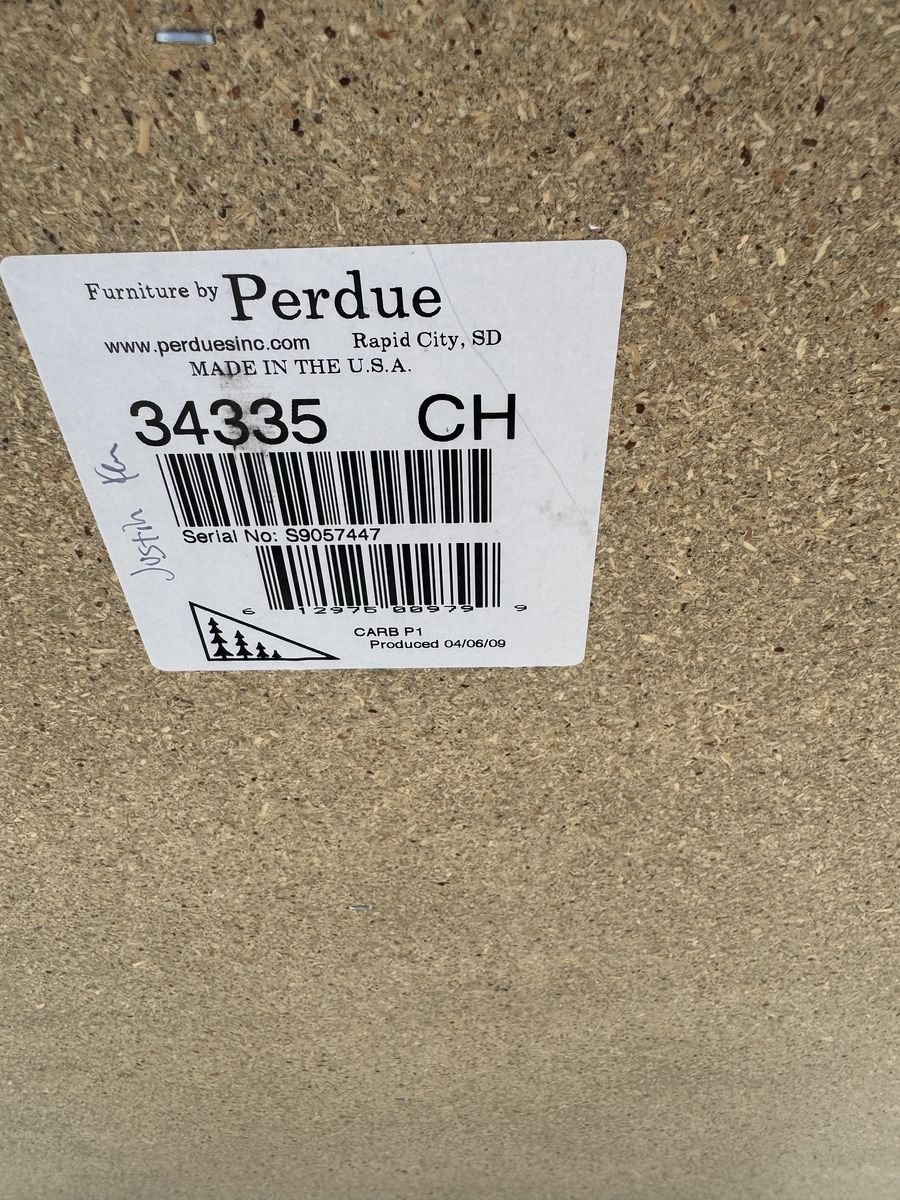 Furniture by Perdue
www.perduesinc.com Rapid City, SD
MADE IN THE U.S.A.
34335 CH
Serial No: S9057447
6 12975 00979 9
CARB P1
Produced 04/06/09
Justin